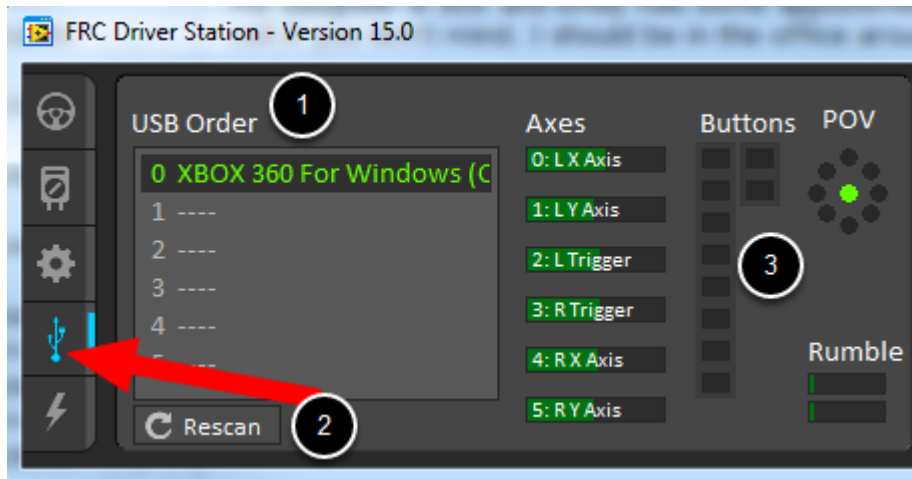 FRC Driver Station - Version 15.0
USB Order
1
0 XBOX 360 For Windows (C
1 ----
2 ----
3 ----
4 ----
----
Rescan
2
Axes
0: L X Axis
1: L Y Axis
2: L Trigger
3: R Trigger
4: R X Axis
5: R Y Axis
Buttons
3
POV
Rumble